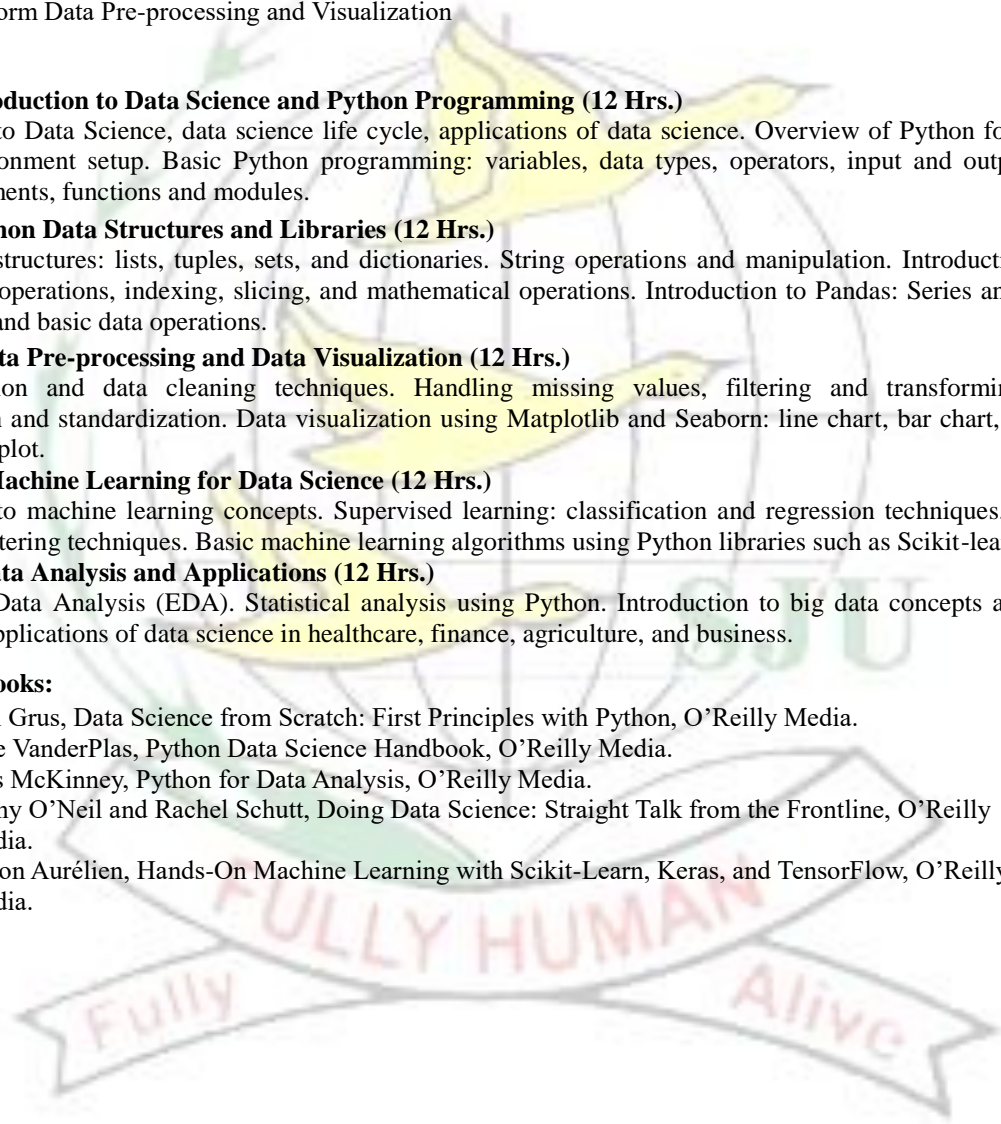 orm Data Pre-processing and Visualization
oduction to Data Science and Python Programming (12 Hrs.)
to Data Science, data science life cycle, applications of data science. Overview of Python fo
onment setup. Basic Python programming: variables, data types, operators, input and outp
ents, functions and modules.
hon Data Structures and Libraries (12 Hrs.)
structures: lists, tuples, sets, and dictionaries. String operations and manipulation. Introducti
operations, indexing, slicing, and mathematical operations. Introduction to Pandas: Series an
and basic data operations.
ta Pre-processing and Data Visualization (12 Hrs.)
ion and data cleaning techniques. Handling missing values, filtering and transformin
n and standardization. Data visualization using Matplotlib and Seaborn: line chart, bar chart,
plot.
Machine Learning for Data Science (12 Hrs.)
to machine learning concepts. Supervised learning: classification and regression techniques.
tering techniques. Basic machine learning algorithms using Python libraries such as Scikit-lea
ta Analysis and Applications (12 Hrs.)
Data Analysis (EDA). Statistical analysis using Python. Introduction to big data concepts a
pplications of data science in healthcare, finance, agriculture, and business.
SJU
ooks:
l Grus, Data Science from Scratch: First Principles with Python, O’Reilly Media.
e VanderPlas, Python Data Science Handbook, O’Reilly Media.
s McKinney, Python for Data Analysis, O’Reilly Media.
hy O’Neil and Rachel Schutt, Doing Data Science: Straight Talk from the Frontline, O’Reilly
dia.
on Aurélien, Hands-On Machine Learning with Scikit-Learn, Keras, and TensorFlow, O’Reilly
dia.
FULLY HUMAN
Fully Alive